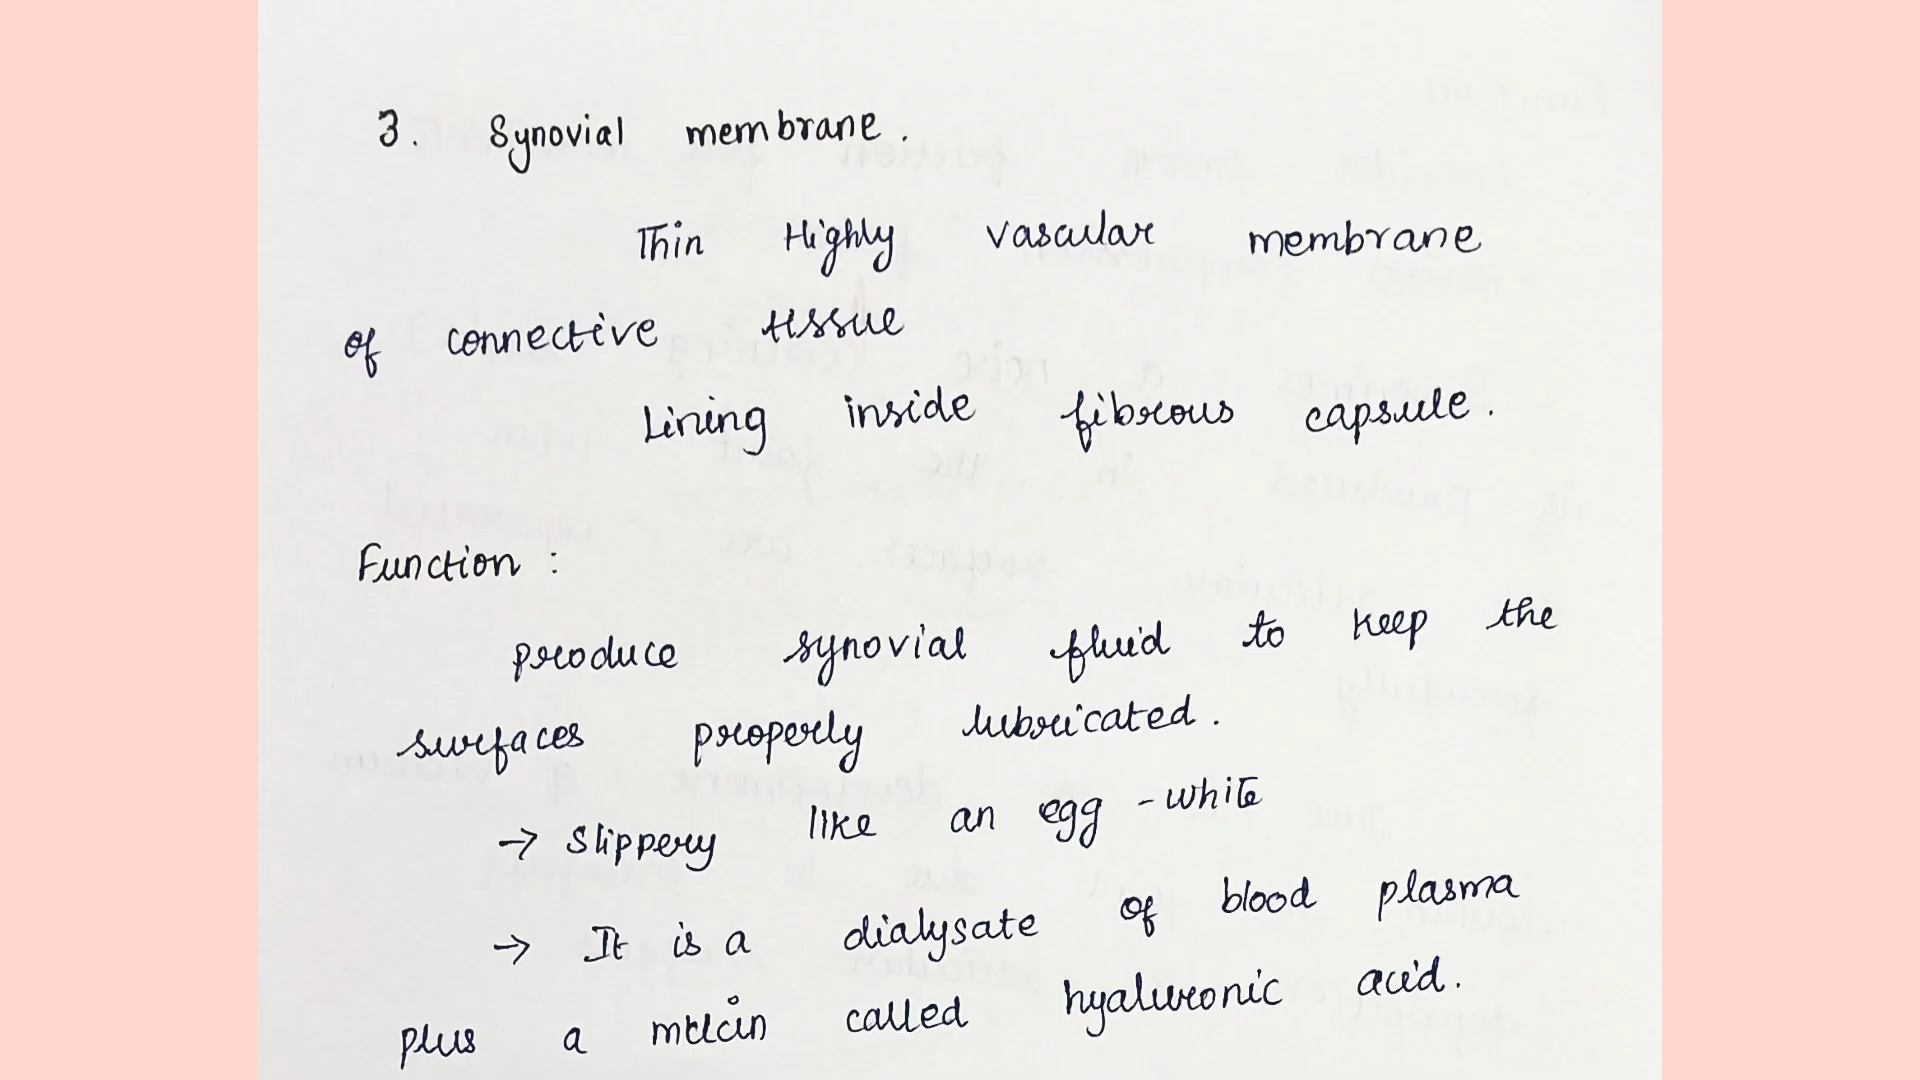 3. Synovial membrane.
Thin Highly vascular membrane
of connective tissue
Lining inside fibrous capsule.
Function :
produce synovial fluid to keep the
surfaces properly lubricated.
→ Slippery like an egg-white
→ It is a dialysate of blood plasma
plus a called hyaluronic acid.